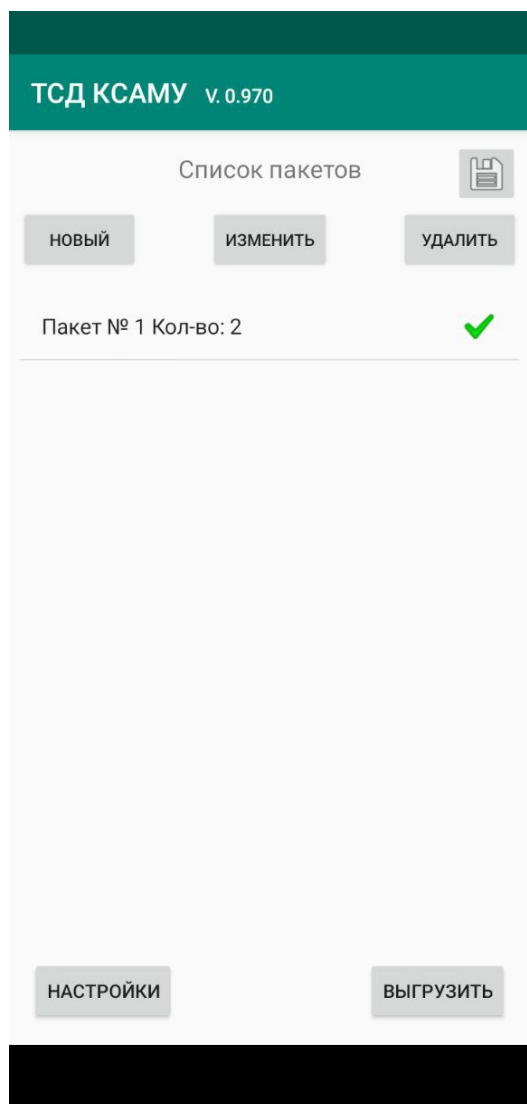 ТСД КСАМУ V. 0.970
Список пакетов
НОВЫЙ ИЗМЕНИТЬ УДАЛИТЬ
Пакет № 1 Кол-во: 2
НАСТРОЙКИ ВЫГРУЗИТЬ